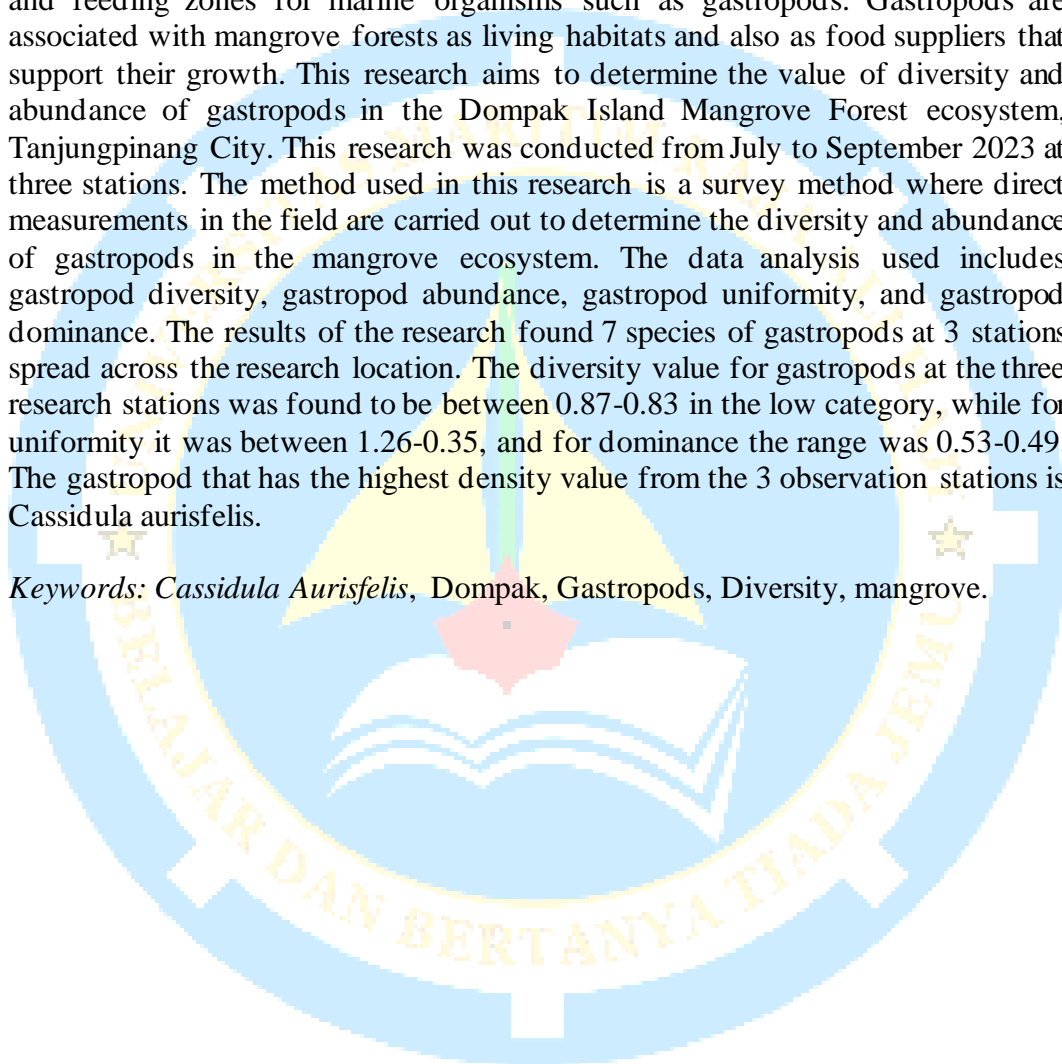 and feeding zones for marine organisms such as gastropods. Gastropods are
associated with mangrove forests as living habitats and also as food suppliers that
support their growth. This research aims to determine the value of diversity and
abundance of gastropods in the Dompak Island Mangrove Forest ecosystem,
Tanjungpinang City. This research was conducted from July to September 2023 at
three stations. The method used in this research is a survey method where direct
measurements in the field are carried out to determine the diversity and abundance
of gastropods in the mangrove ecosystem. The data analysis used includes
gastropod diversity, gastropod abundance, gastropod uniformity, and gastropod
dominance. The results of the research found 7 species of gastropods at 3 stations
spread across the research location. The diversity value for gastropods at the three
research stations was found to be between 0.87-0.83 in the low category, while for
uniformity it was between 1.26-0.35, and for dominance the range was 0.53-0.49
The gastropod that has the highest density value from the 3 observation stations is
Cassidula aurisfelis.
Keywords: Cassidula Aurisfelis, Dompak, Gastropods, Diversity, mangrove.
BELAJAR DAN BERTANYA TIADA JEMU